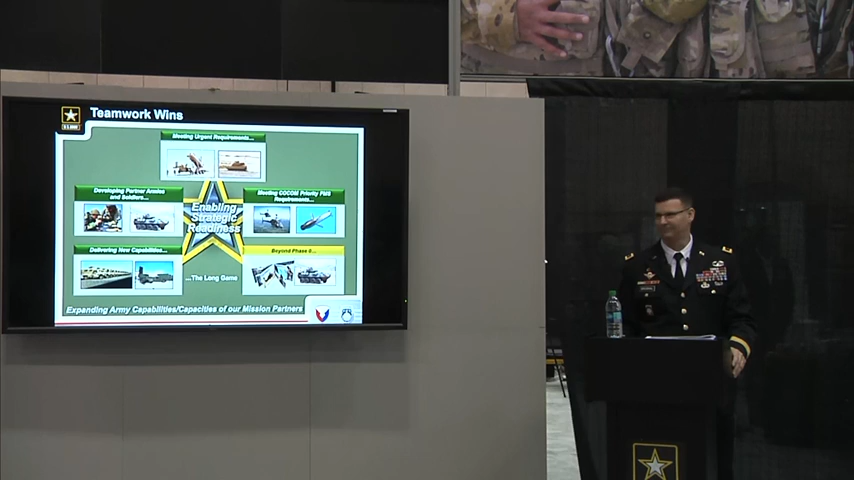 Teamwork Wins
Meeting Urgent Requirements...
Developing Partner Armies
and Soldiers...
Meeting COCOM Priority FMS
Requirements...
Enabling
Strategic
Readiness
Delivering New Capabilities...
Beyond Phase 0...
...The Long Game
Expanding Army Capabilities/Capacities of our Mission Partners